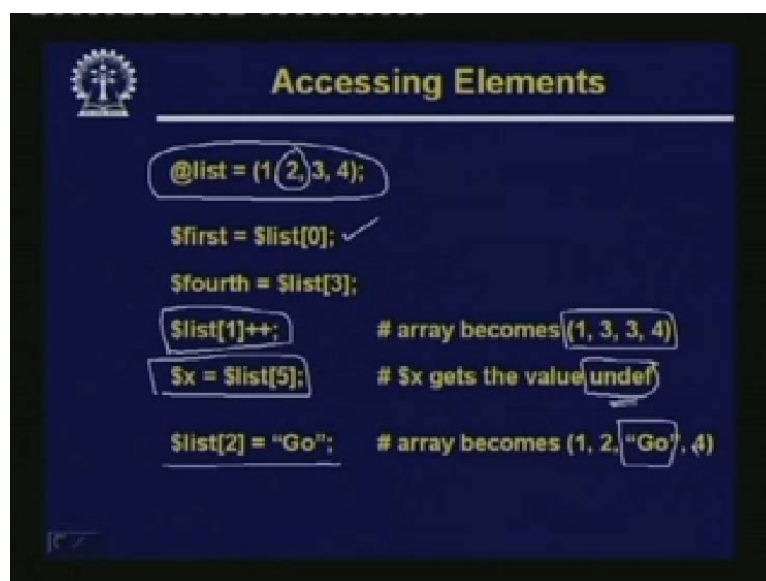 Accessing Elements
@list = (1, 2, 3, 4);
$first = $list[0];
$fourth = $list[3];
$list[1]++; # array becomes (1, 3, 3, 4)
$x = $list[5]; # $x gets the value undef
$list[2] = “Go”; # array becomes (1, 2, “Go”, 4)